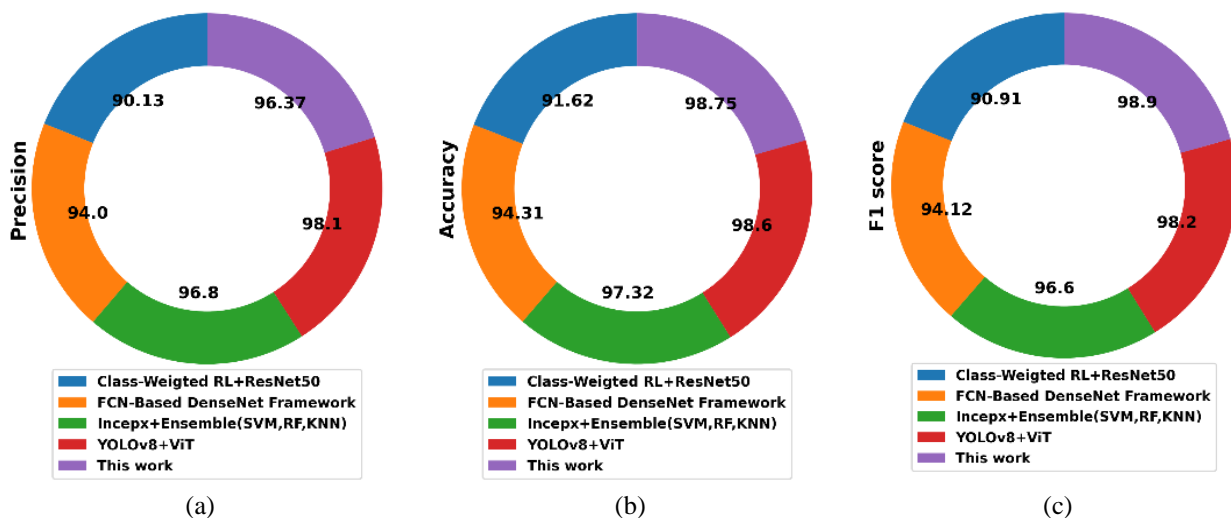 Precision
90.13
96.37
94.0
98.1
96.8
Class-Weigted RL+ResNet50
FCN-Based DenseNet Framework
Incepx+Ensemble(SVM,RF,KNN)
YOLOv8+ViT
This work
(a)
Accuracy
91.62
98.75
94.31
98.6
97.32
Class-Weigted RL+ResNet50
FCN-Based DenseNet Framework
Incepx+Ensemble(SVM,RF,KNN)
YOLOv8+ViT
This work
(b)
F1 score
90.91
98.9
94.12
98.2
96.6
Class-Weigted RL+ResNet50
FCN-Based DenseNet Framework
Incepx+Ensemble(SVM,RF,KNN)
YOLOv8+ViT
This work
(c)